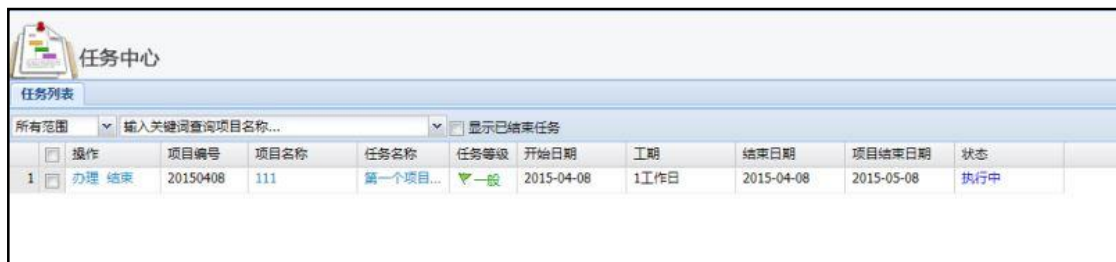 任务中心
任务列表
所有范围 输入关键词查询项目名称... 显示已结束任务
操作 项目编号 项目名称 任务名称 任务等级 开始日期 工期 结束日期 项目结束日期 状态
1 办理 结束 20150408 111 第一个项目... 一般 2015-04-08 1工作日 2015-04-08 2015-05-08 执行中